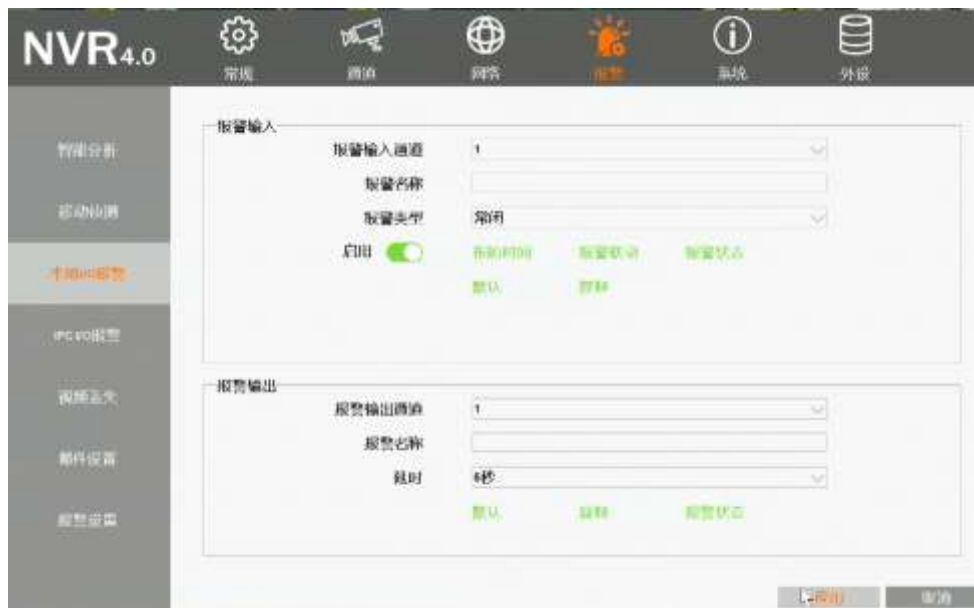 NVR4.0
常规 通道 网络 报警 系统 外设
智能分析
移动侦测
本地I/O报警
IPC I/O报警
视频丢失
邮件设置
报警设置
报警输入
报警输入通道 1
报警名称
报警类型 常闭
启用 布防时间 报警联动 报警状态
默认 复制
报警输出
报警输出通道 1
报警名称
延时 5秒
默认 复制 报警状态
取消